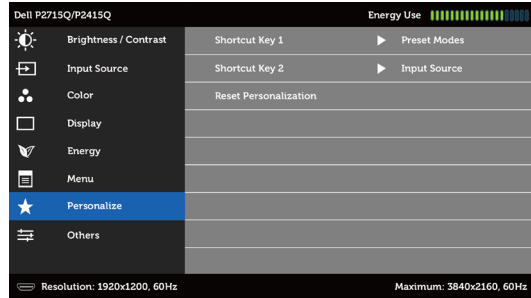 Dell P2715Q/P2415Q Energy Use
Brightness / Contrast Shortcut Key 1 Preset Modes
Input Source Shortcut Key 2 Input Source
Color Reset Personalization
Display
Energy
Menu
Personalize
Others
Resolution: 1920x1200, 60Hz Maximum: 3840x2160, 60Hz